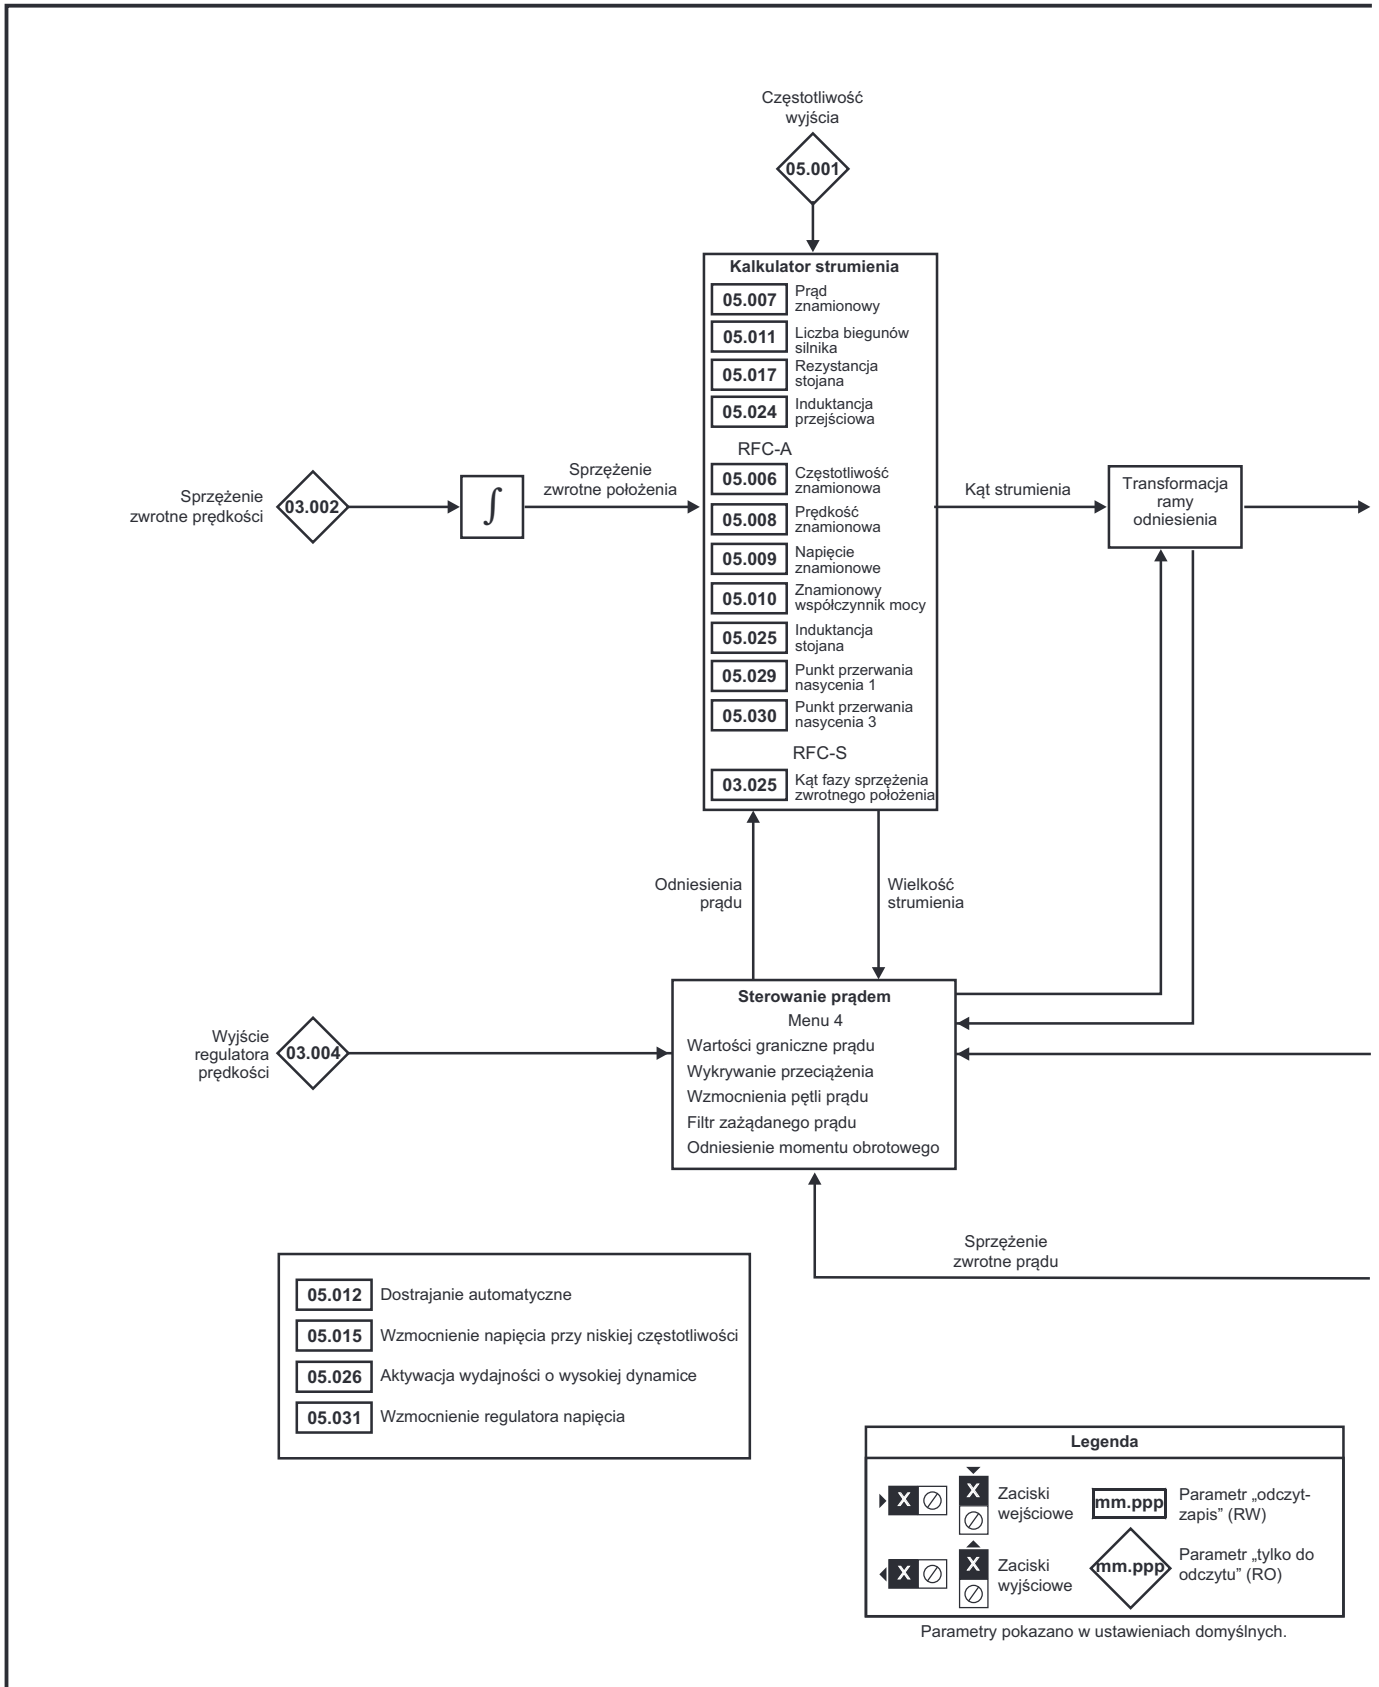 Częstotliwość
wyjścia
05.001
Kalkulator strumienia
05.007
Prąd
znamionowy
05.011
Liczba biegunów
silnika
05.017
Rezystancja
stojana
05.024
Induktancja
przejściowa
RFC-A
05.006
Częstotliwość
znamionowa
05.008
Prędkość
znamionowa
05.009
Napięcie
znamionowe
05.010
Znamionowy
współczynnik mocy
05.025
Induktancja
stojana
05.029
Punkt przerwania
nasycenia 1
05.030
Punkt przerwania
nasycenia 3
RFC-S
03.025
Kąt fazy sprzężenia
zwrotnego położenia
Sprzężenie
zwrotne prędkości
03.002
∫
Sprzężenie
zwrotne położenia
Kąt strumienia
Transformacja
ramy
odniesienia
Odniesienia
prądu
Wielkość
strumienia
Wyjście
regulatora
prędkości
03.004
Sterowanie prądem
Menu 4
Wartości graniczne prądu
Wykrywanie przeciążenia
Wzmocnienia pętli prądu
Filtr zażądanego prądu
Odniesienie momentu obrotowego
Sprzężenie
zwrotne prądu
05.012 Dostrajanie automatyczne
05.015 Wzmocnienie napięcia przy niskiej częstotliwości
05.026 Aktywacja wydajności o wysokiej dynamice
05.031 Wzmocnienie regulatora napięcia
Legenda
X
X
Zaciski
wejściowe
mm.ppp
Parametr „odczyt-
zapis” (RW)
X
X
Zaciski
wyjściowe
mm.ppp
Parametr „tylko do
odczytu” (RO)
Parametry pokazano w ustawieniach domyślnych.